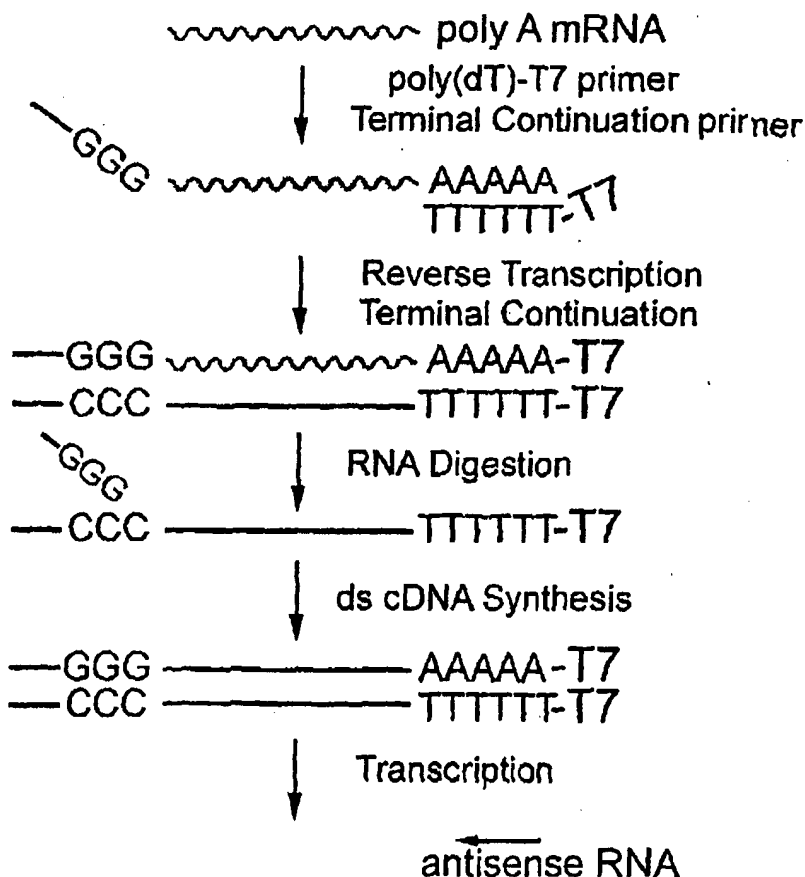 poly A mRNA
poly(dT)-T7 primer
Terminal Continuation primer
GGG
AAAAA
TTTTTT-T7
Reverse Transcription
Terminal Continuation
GGG AAAAA-T7
CCC TTTTTT-T7
GGG
RNA Digestion
CCC TTTTTT-T7
ds cDNA Synthesis
GGG AAAAA-T7
CCC TTTTTT-T7
Transcription
antisense RNA